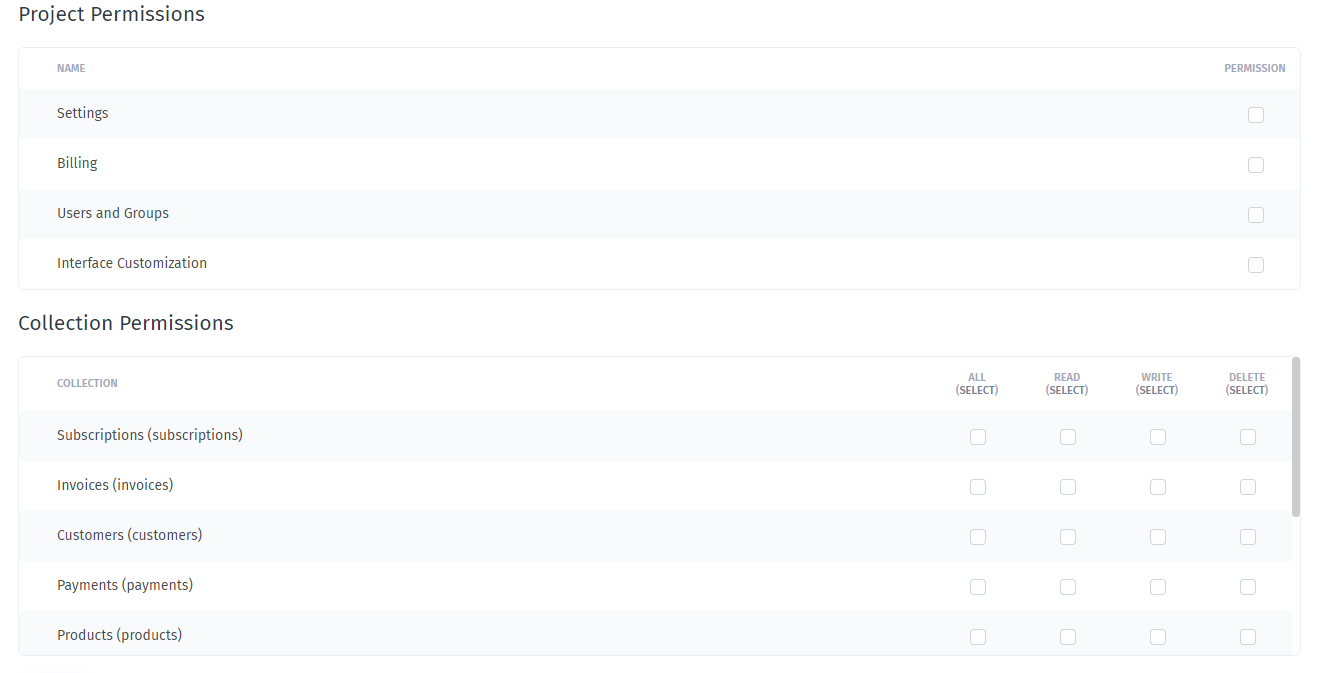 Project Permissions
NAME PERMISSION
Settings
Billing
Users and Groups
Interface Customization
Collection Permissions
COLLECTION ALL READ WRITE DELETE
(SELECT) (SELECT) (SELECT) (SELECT)
Subscriptions (subscriptions)
Invoices (invoices)
Customers (customers)
Payments (payments)
Products (products)